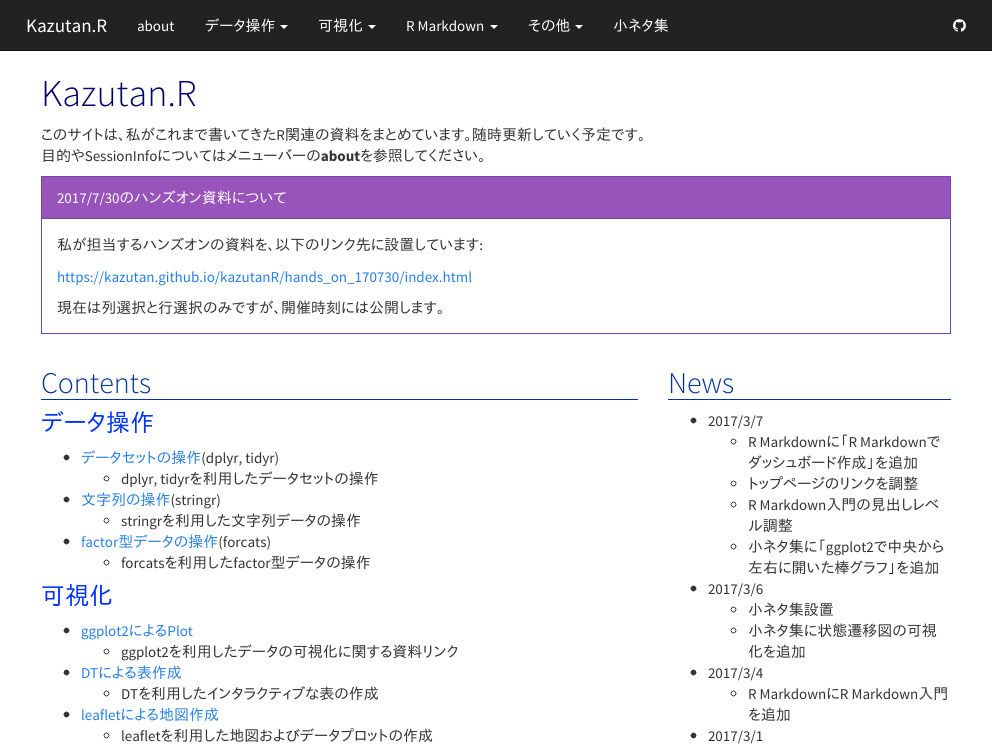 Kazutan.R about データ操作 可視化 R Markdown その他 小ネタ集
Kazutan.R
このサイトは、私がこれまで書いてきたR関連の資料をまとめています。随時更新していく予定です。
目的やSessionInfoについてはメニューバーのaboutを参照してください。
2017/7/30のハンズオン資料について
私が担当するハンズオンの資料を、以下のリンク先に設置しています:
https://kazutan.github.io/kazutanR/hands_on_170730/index.html
現在は列選択と行選択のみですが、開催時刻には公開します。
Contents
データ操作
データセットの操作(dplyr, tidyr)
dplyr, tidyrを利用したデータセットの操作
文字列の操作(stringr)
stringrを利用した文字列データの操作
factor型データの操作(forcats)
forcatsを利用したfactor型データの操作
可視化
ggplot2によるPlot
ggplot2を利用したデータの可視化に関する資料リンク
DTによる表作成
DTを利用したインタラクティブな表の作成
leafletによる地図作成
leafletを利用した地図およびデータプロットの作成
News
2017/3/7
R Markdownに「R Markdownで
ダッシュボード作成」を追加
トップページのリンクを調整
R Markdown入門の見出しレベ
ル調整
小ネタ集に「ggplot2で中央から
左右に開いた棒グラフ」を追加
2017/3/6
小ネタ集設置
小ネタ集に状態遷移図の可視
化を追加
2017/3/4
R MarkdownにR Markdown入門
を追加
2017/3/1